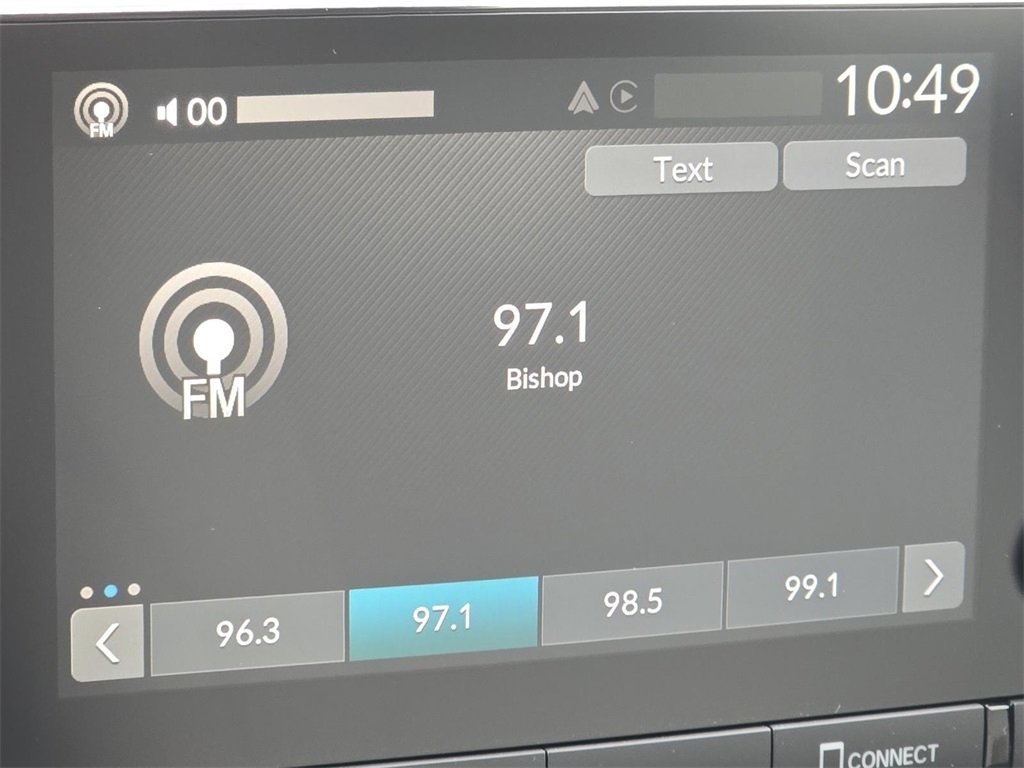 FM 00 10:49
Text Scan
FM
97.1
Bishop
96.3 97.1 98.5 99.1
CONNECT